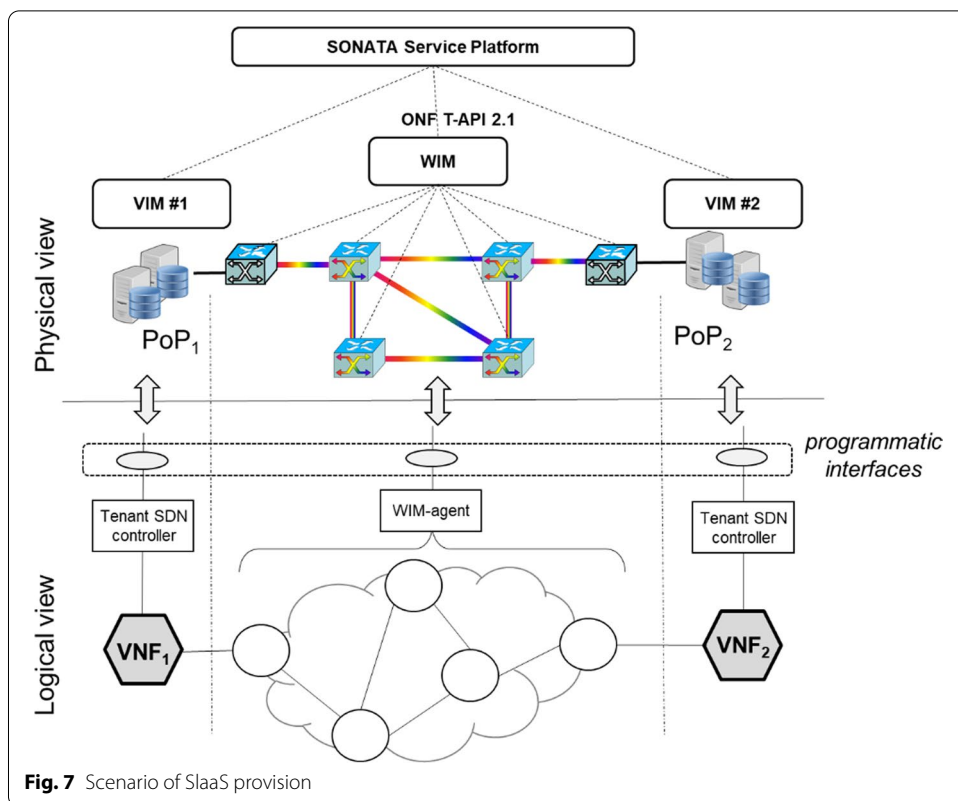 SONATA Service Platform
ONF T-API 2.1
WIM
VIM #1
VIM #2
Physical view
PoP1
PoP2
programmatic
interfaces
Tenant SDN
controller
WIM-agent
Tenant SDN
controller
Logical view
VNF1
VNF2
Fig. 7 Scenario of SlaaS provision